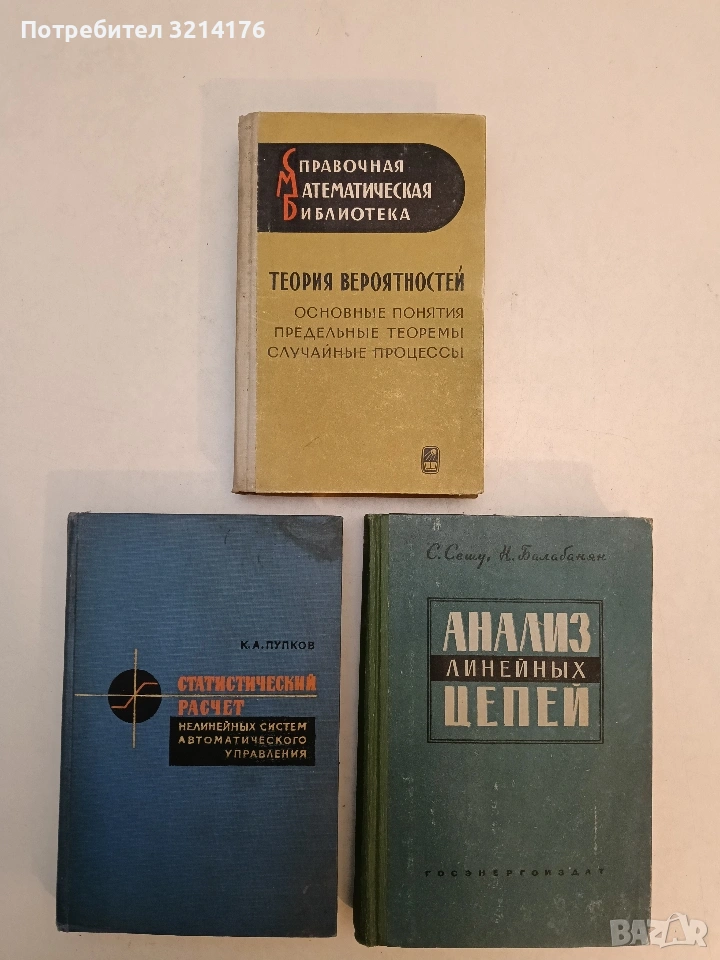 Потребител 3214176
СПРАВОЧНАЯ
МАТЕМАТИЧЕСКАЯ
БИБЛИОТЕКА
ТЕОРИЯ ВЕРОЯТНОСТЕЙ
ОСНОВНЫЕ ПОНЯТИЯ
ПРЕДЕЛЬНЫЕ ТЕОРЕМЫ
СЛУЧАЙНЫЕ ПРОЦЕССЫ
К. А. ПУПКОВ
СТАТИСТИЧЕСКИЙ
РАСЧЕТ
НЕЛИНЕЙНЫХ СИСТЕМ
АВТОМАТИЧЕСКОГО
УПРАВЛЕНИЯ
С. Сешу, Н. Балабанян
АНАЛИЗ
ЛИНЕЙНЫХ
ЦЕПЕЙ
ГОСЭНЕРГОИЗДАТ
BAZAR